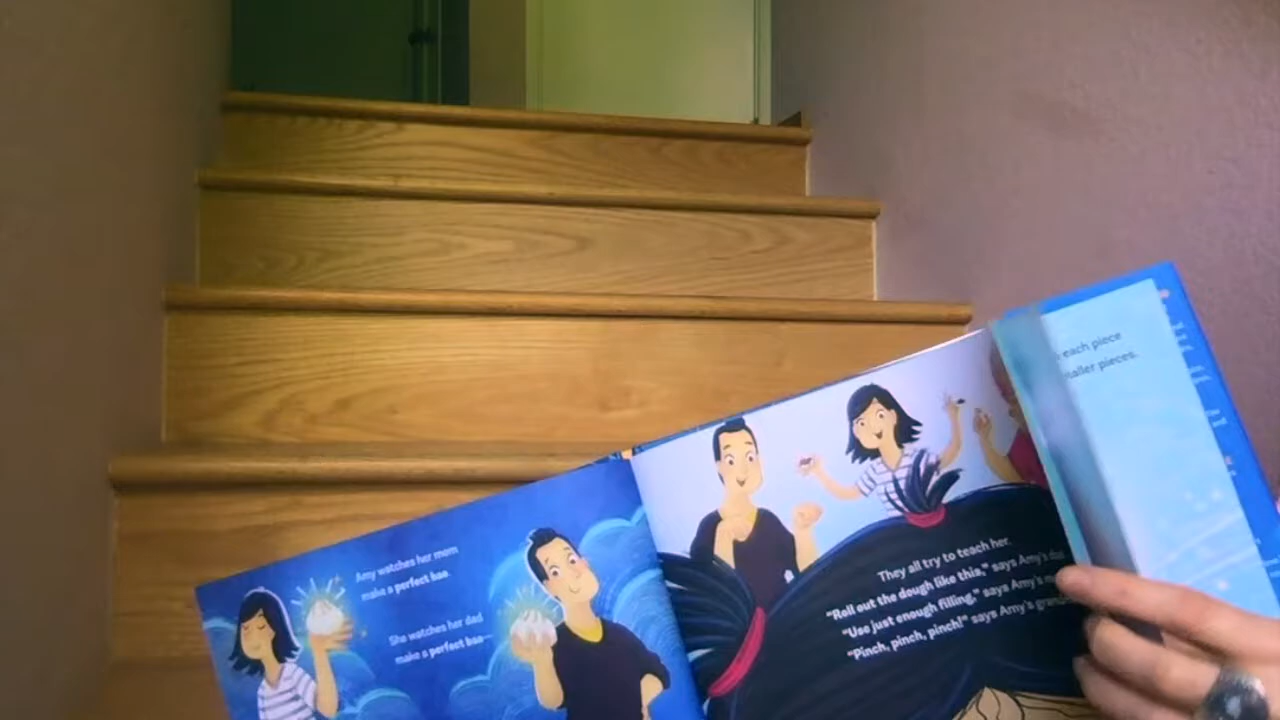 Amy watches her mom
make a perfect bao.
She watches her dad
make a perfect bao—
They all try to teach her.
"Roll out the dough like this," says Amy's dad.
"Use just enough filling," says Amy's
"Pinch, pinch, pinch!" says Amy's
each piece
smaller pieces.